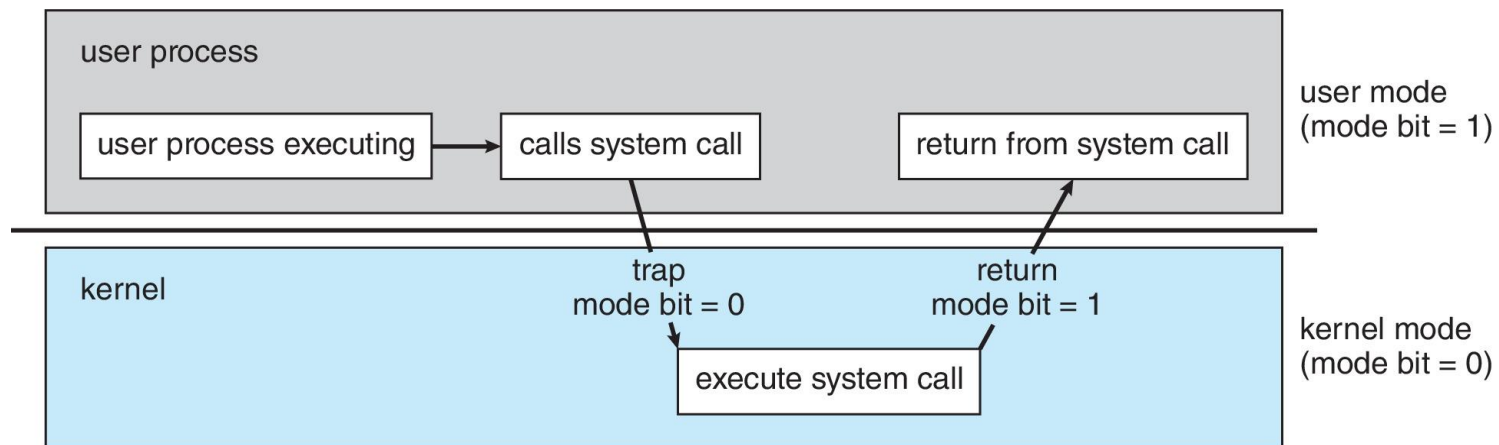 user process
user process executing
calls system call
return from system call
user mode
(mode bit = 1)
kernel
trap
mode bit = 0
return
mode bit = 1
execute system call
kernel mode
(mode bit = 0)